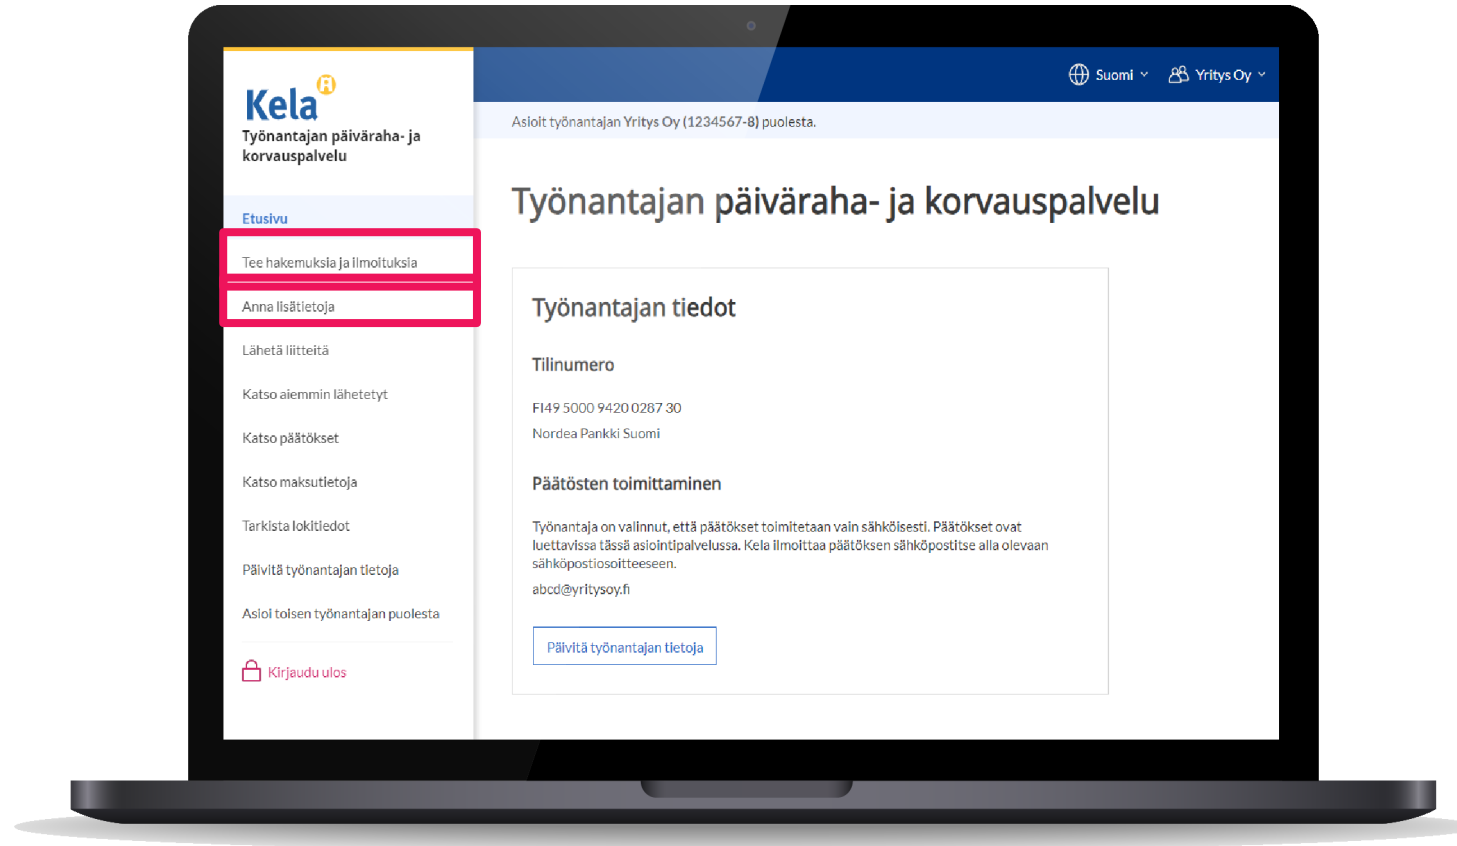 Kela
Työnantajan päiväraha- ja
korvauspalvelu
Etusivu
Tee hakemuksia ja ilmoituksia
Anna lisätietoja
Lähetä liitteitä
Katso aiemmin lähetetyt
Katso päätökset
Katso maksutietoja
Tarkista lokitiedot
Päivitä työnantajan tietoja
Asioi toisen työnantajan puolesta
Kirjaudu ulos
Suomi
Yritys Oy
Asioit työnantajan Yritys Oy (1234567-8) puolesta.
Työnantajan päiväraha- ja korvauspalvelu
Työnantajan tiedot
Tilinumero
FI49 5000 9420 0287 30
Nordea Pankki Suomi
Päätösten toimittaminen
Työnantaja on valinnut, että päätökset toimitetaan vain sähköisesti. Päätökset ovat
luettavissa tässä asiointipalvelussa. Kela ilmoittaa päätöksen sähköpostitse alla olevaan
sähköpostiosoitteeseen.
abcd@yritysoy.fi
Päivitä työnantajan tietoja